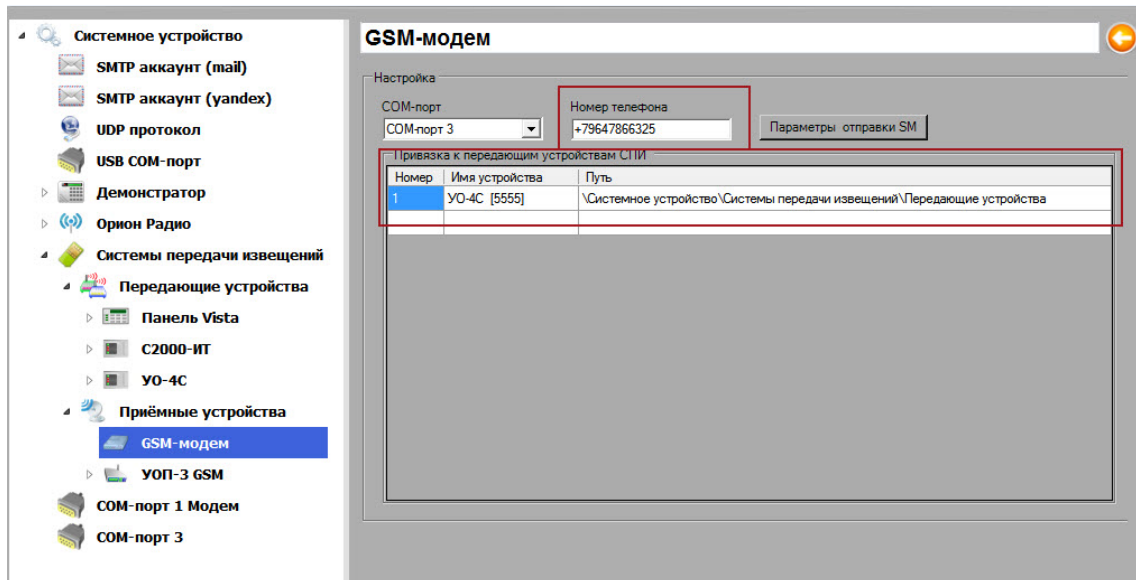 Системное устройство
SMTP аккаунт (mail)
SMTP аккаунт (yandex)
UDP протокол
USB COM-порт
Демонстратор
Орион Радио
Системы передачи извещений
Передающие устройства
Панель Vista
С2000-ИТ
УО-4С
Приёмные устройства
GSM-модем
УОП-3 GSM
COM-порт 1 Модем
COM-порт 3
GSM-модем
Настройка
COM-порт Номер телефона
COM-порт 3 +79647866325 Параметры отправки SM
Привязка к передающим устройствам СПИ
Номер Имя устройства Путь
1 УО-4С [5555] \Системное устройство\Системы передачи извещений\Передающие устройства